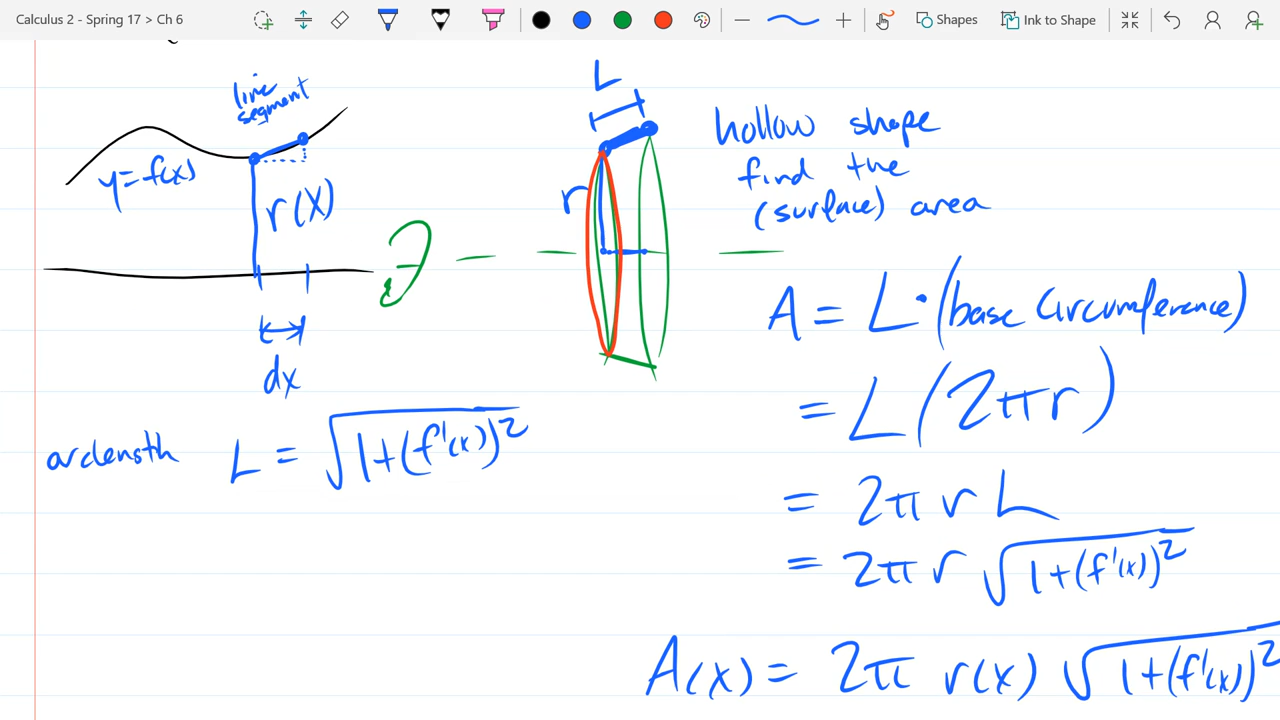 Calculus 2 - Spring 17 > Ch 6
Shapes
Ink to Shape
line
segment
y=f(x)
r(x)
dx
arclength L = √(1+(f'(x))²)
L
r
hollow shape
find the
(surface) area
A = L·(base circumference)
= L(2πr)
= 2πrL
= 2πr√(1+(f'(x))²)
A(x) = 2π r(x) √(1+(f'(x))²